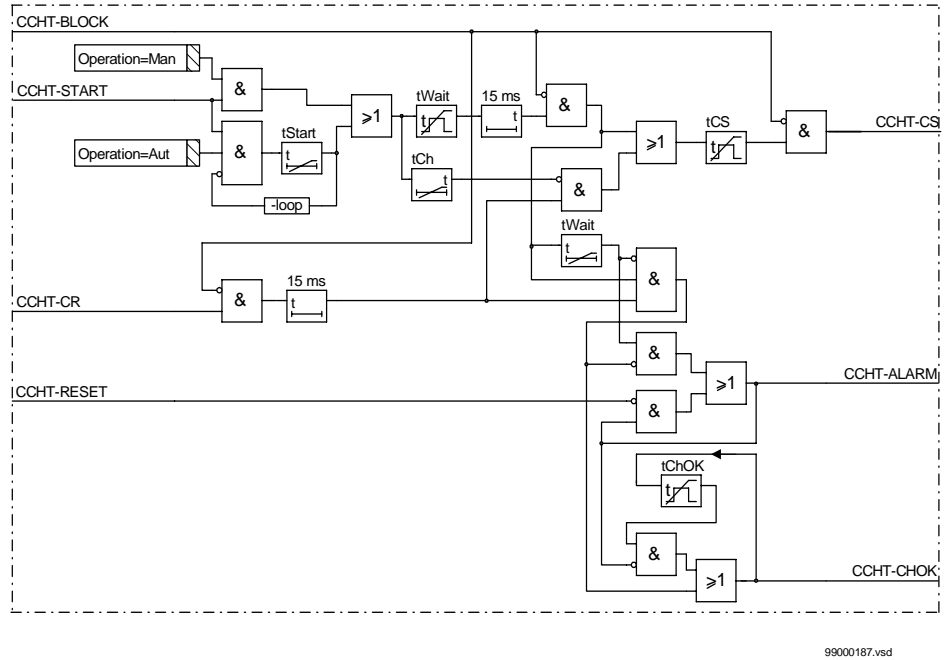 CCHT-BLOCK
Operation=Man
CCHT-START
&
tWait
15 ms
&
≥1
tCS
&
CCHT-CS
Operation=Aut
&
tStart
t
≥1
t
t
≥1
t
tCh
t
&
-loop
tWait
t
&
CCHT-CR
&
15 ms
t
&
≥1
CCHT-ALARM
CCHT-RESET
&
tChOK
t
&
≥1
CCHT-CHOK
99000187.vsd